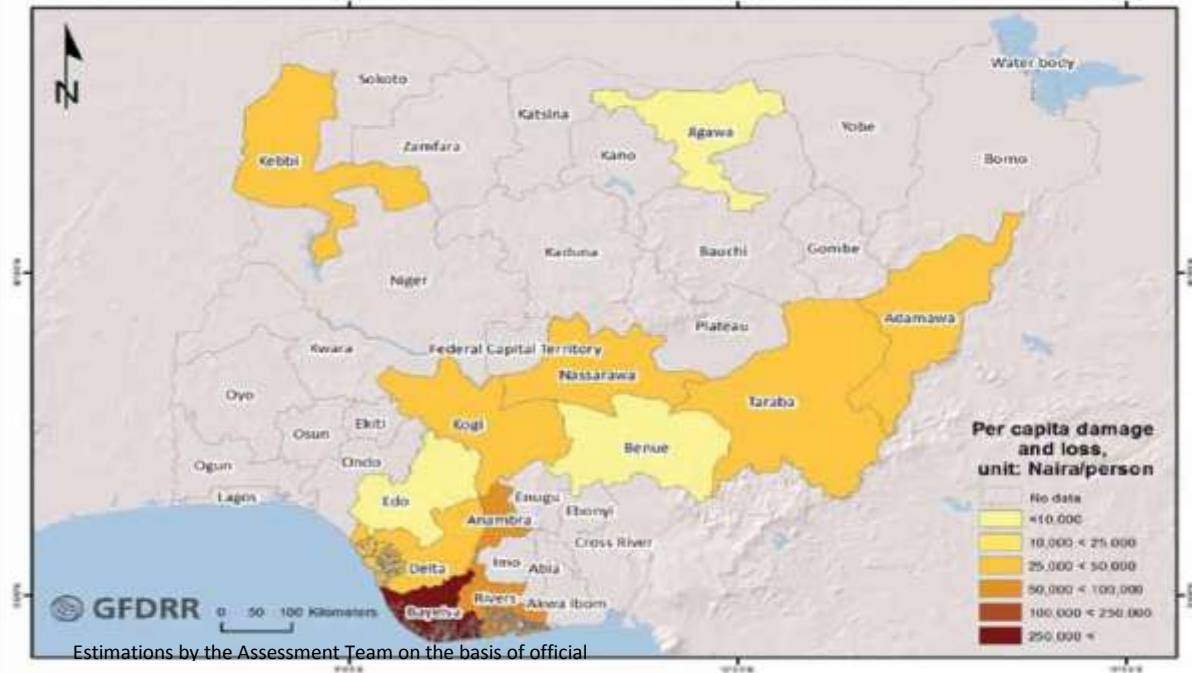 N
Water body
Sokoto
Katsina
Jigawa
Yobe
Zamfara
Kano
Borno
Kebbi
Kaduna
Bauchi
Gombe
Niger
Adamawa
Plateau
Kwara
Federal Capital Territory
Nassarawa
Oyo
Taraba
Ekiti
Kogi
Osun
Benue
Ogun
Ondo
Lagos
Edo
Enugu
Ebonyi
Anambra
Cross River
Delta
Imo
Abia
Rivers
Akwa Ibom
Bayelsa
Per capita damage
and loss,
unit: Naira/person
No data
<10,000
10,000 < 25,000
25,000 < 50,000
50,000 < 100,000
100,000 < 250,000
250,000 <
GFDRR
0 50 100 Kilometers
Estimations by the Assessment Team on the basis of official